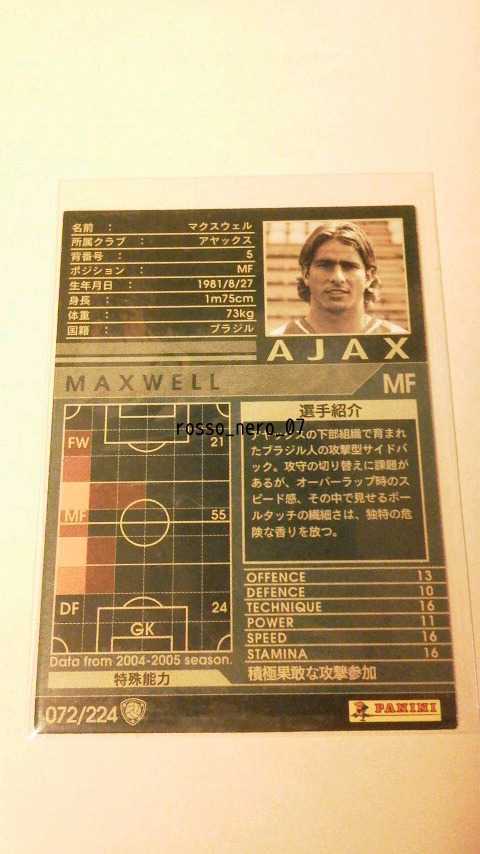 名前 : マクスウェル
所属クラブ : アヤックス
背番号 : 5
ポジション : MF
生年月日 : 1981/8/27
身長 : 1m75cm
体重 : 73kg
国籍 : ブラジル
AJAX
MAXWELL
MF
FW
21
MF
55
DF
24
GK
Data from 2004-2005 season.
特殊能力
選手紹介
rosso_nero_07
アヤックスの下部組織で育まれ
たブラジル人の攻撃型サイドバ
ック。攻守の切り替えに課題が
あるが、オーバーラップ時のス
ピード感、その中で見せるボー
ルタッチの繊細さは、独特の危
険な香りを放つ。
OFFENCE 13
DEFENCE 10
TECHNIQUE 16
POWER 11
SPEED 16
STAMINA 16
積極果敢な攻撃参加
072/224
PANINI